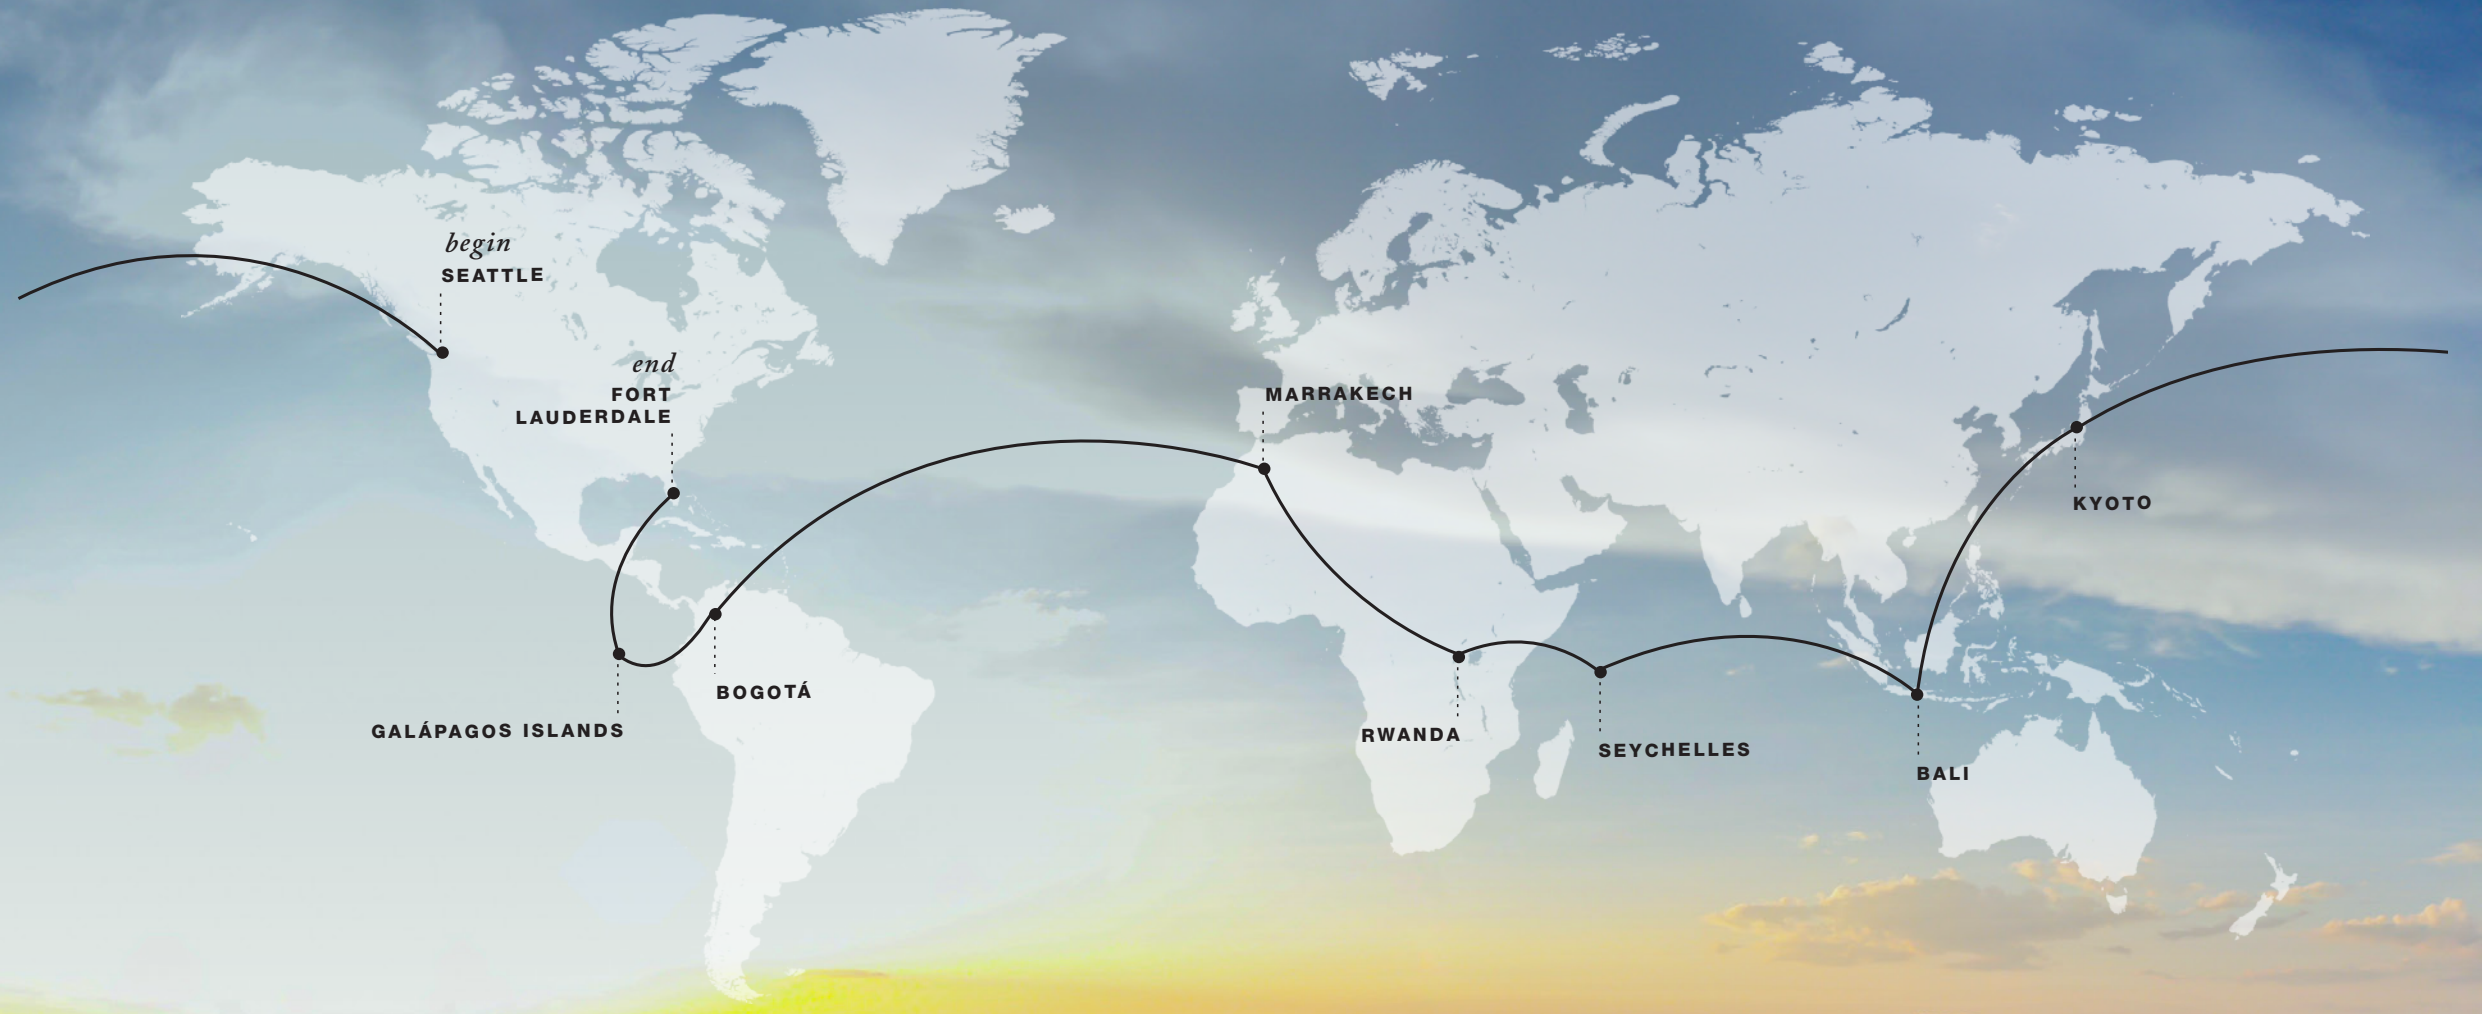 begin
SEATTLE
end
FORT
LAUDERDALE
MARRAKECH
KYOTO
BOGOTÁ
GALÁPAGOS ISLANDS
RWANDA
SEYCHELLES
BALI